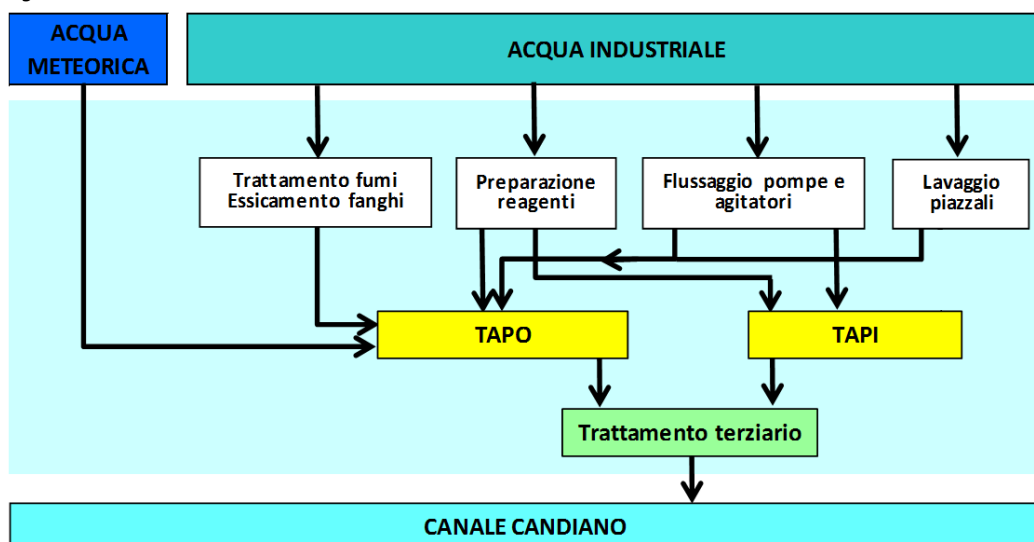 ACQUA
METEORICA
ACQUA INDUSTRIALE
Trattamento fumi
Essicamento fanghi
Preparazione
reagenti
Flussaggio pompe e
agitatori
Lavaggio
piazzali
TAPO
TAPI
Trattamento terziario
CANALE CANDIANO